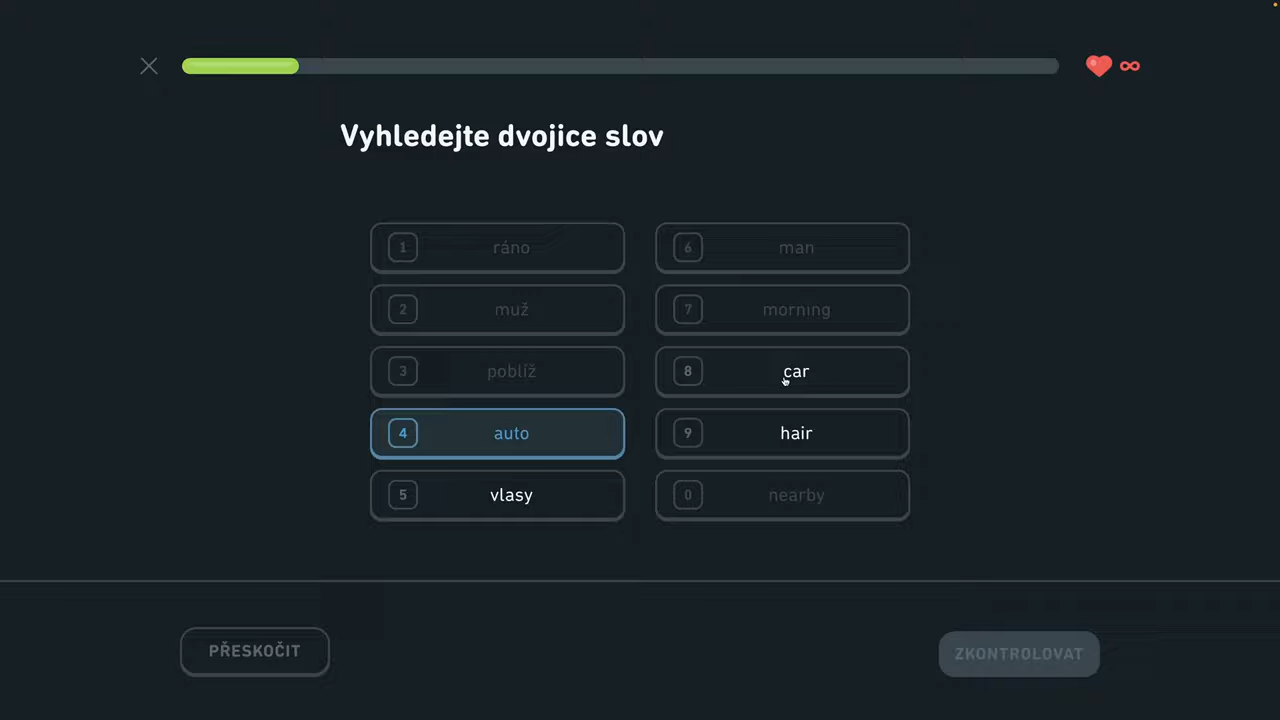 ∞
Vyhledejte dvojice slov
1 ráno
6 man
2 muž
7 morning
3 poblíž
8 car
4 auto
9 hair
5 vlasy
0 nearby
PŘESKOČIT
ZKONTROLOVAT